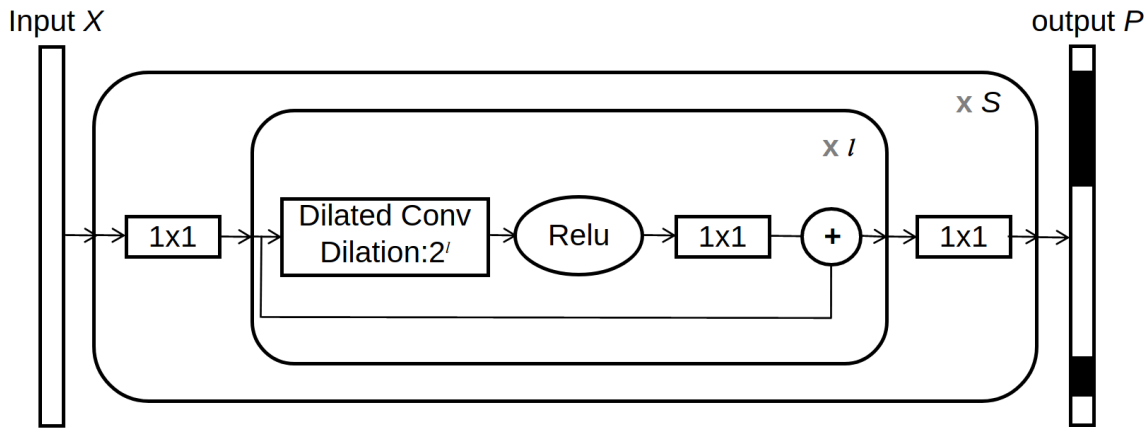 Input X
output P
x S
x l
1x1
Dilated Conv
Dilation:2^l
Relu
1x1
+
1x1